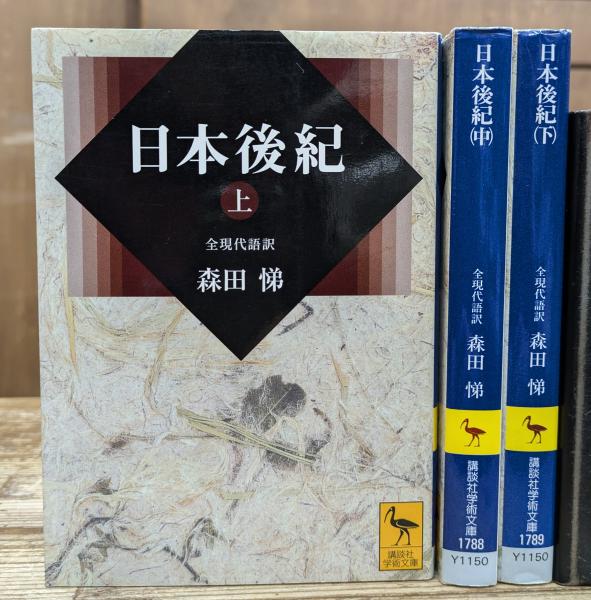 日本後紀
上
全現代語訳
森田 悌
講談社
学術文庫
日本後紀(中)
全現代語訳 森田 悌
講談社学術文庫
1788
Y1150
日本後紀(下)
全現代語訳 森田 悌
講談社学術文庫
1789
Y1150